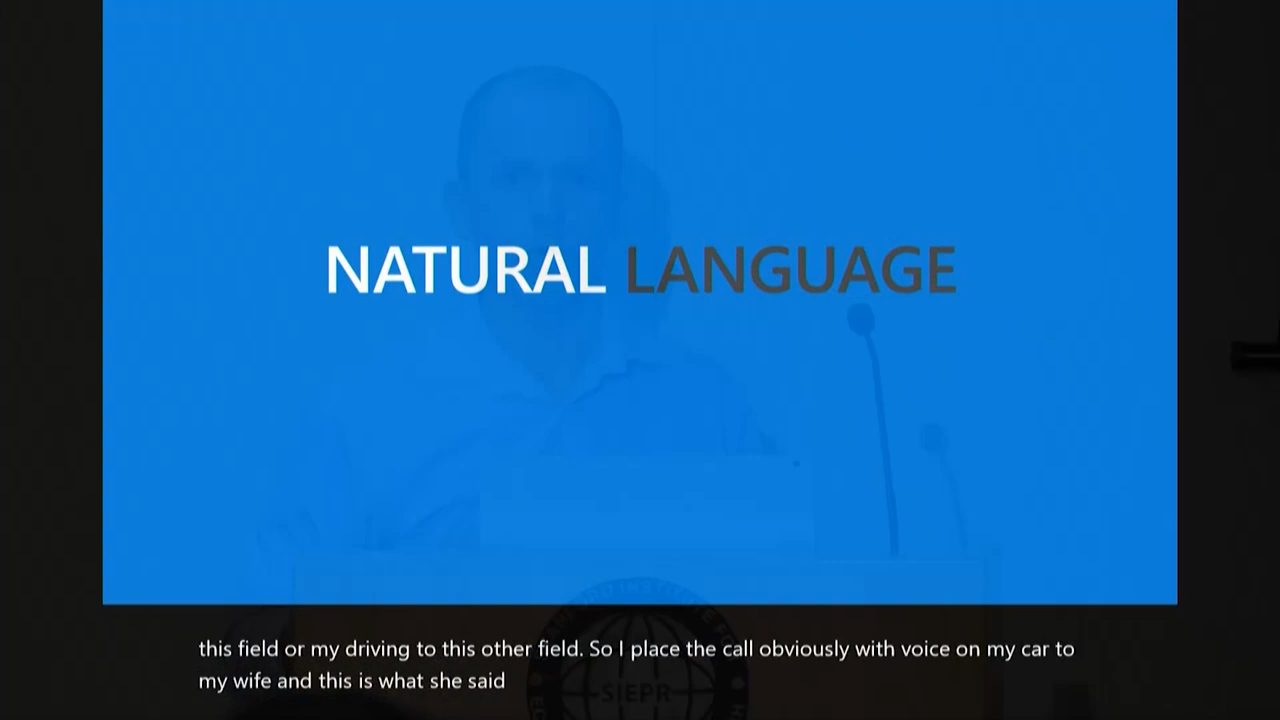 NATURAL LANGUAGE
this field or my driving to this other field. So I place the call obviously with voice on my car to
my wife and this is what she said
SIEPR